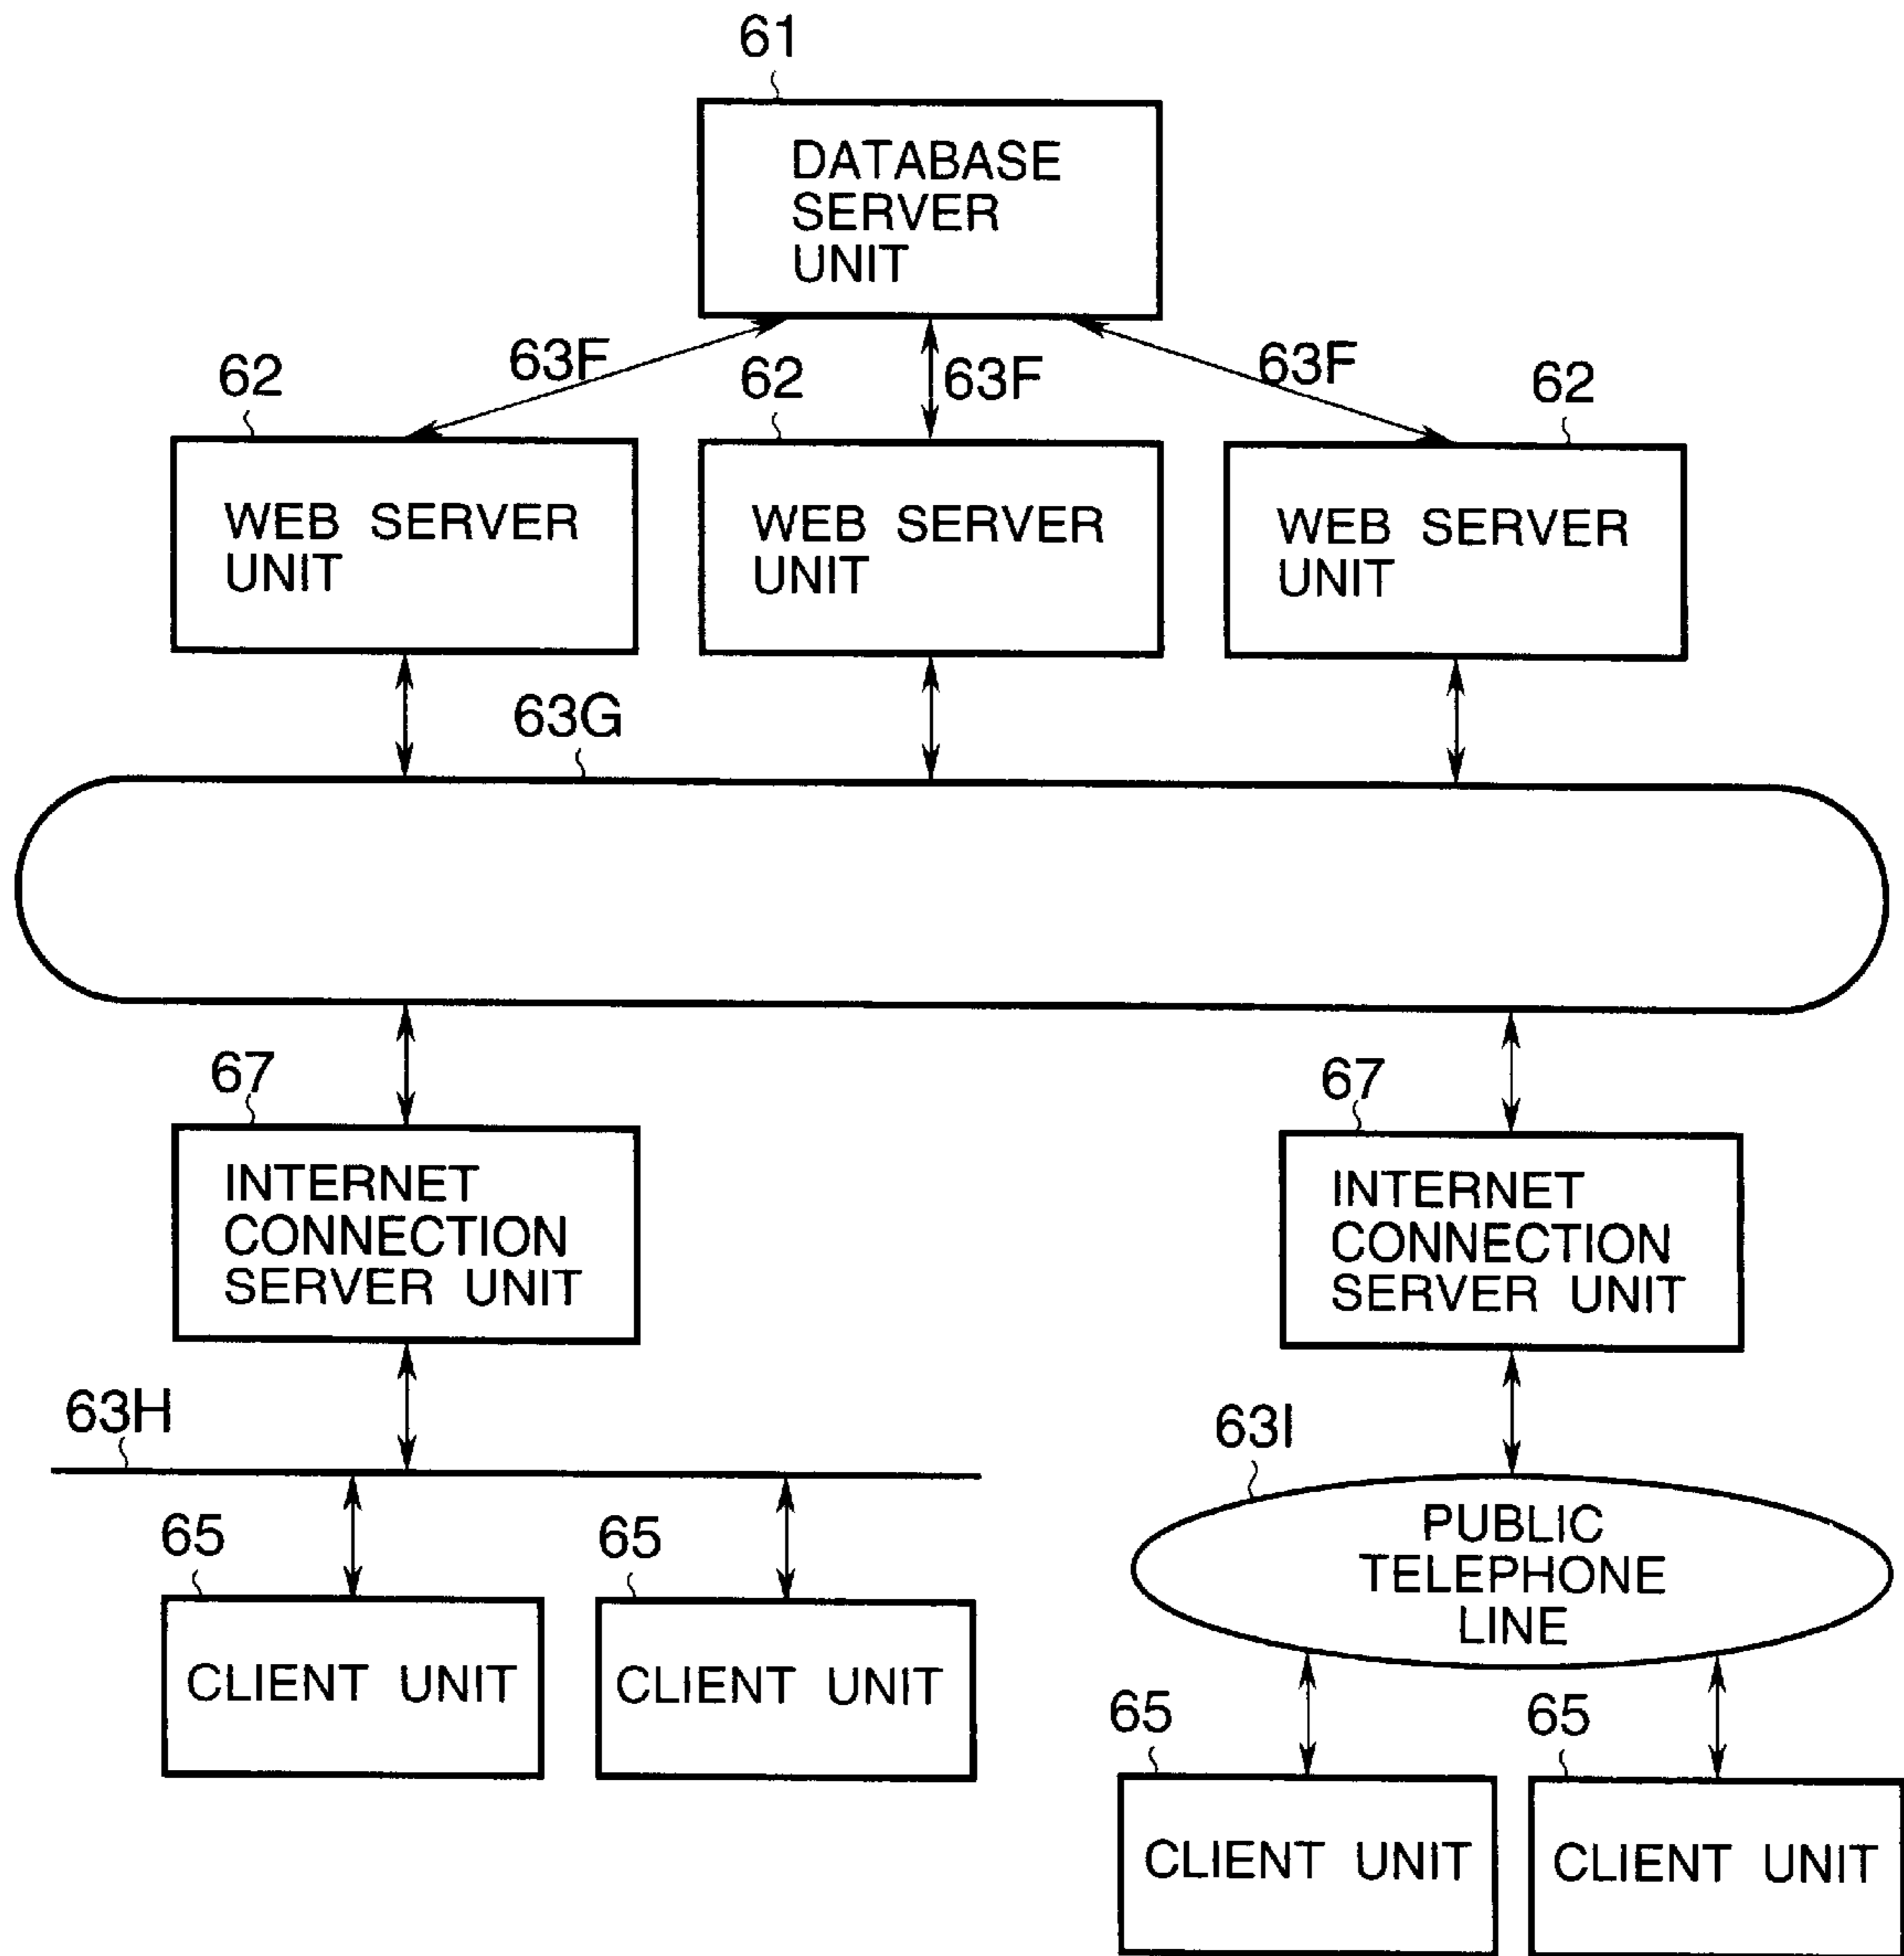 61
DATABASE
SERVER
UNIT
63F
63F
63F
62
62
62
WEB SERVER
UNIT
WEB SERVER
UNIT
WEB SERVER
UNIT
63G
67
67
INTERNET
CONNECTION
SERVER UNIT
INTERNET
CONNECTION
SERVER UNIT
63H
63I
PUBLIC
TELEPHONE
LINE
65
65
CLIENT UNIT
CLIENT UNIT
65
65
CLIENT UNIT
CLIENT UNIT